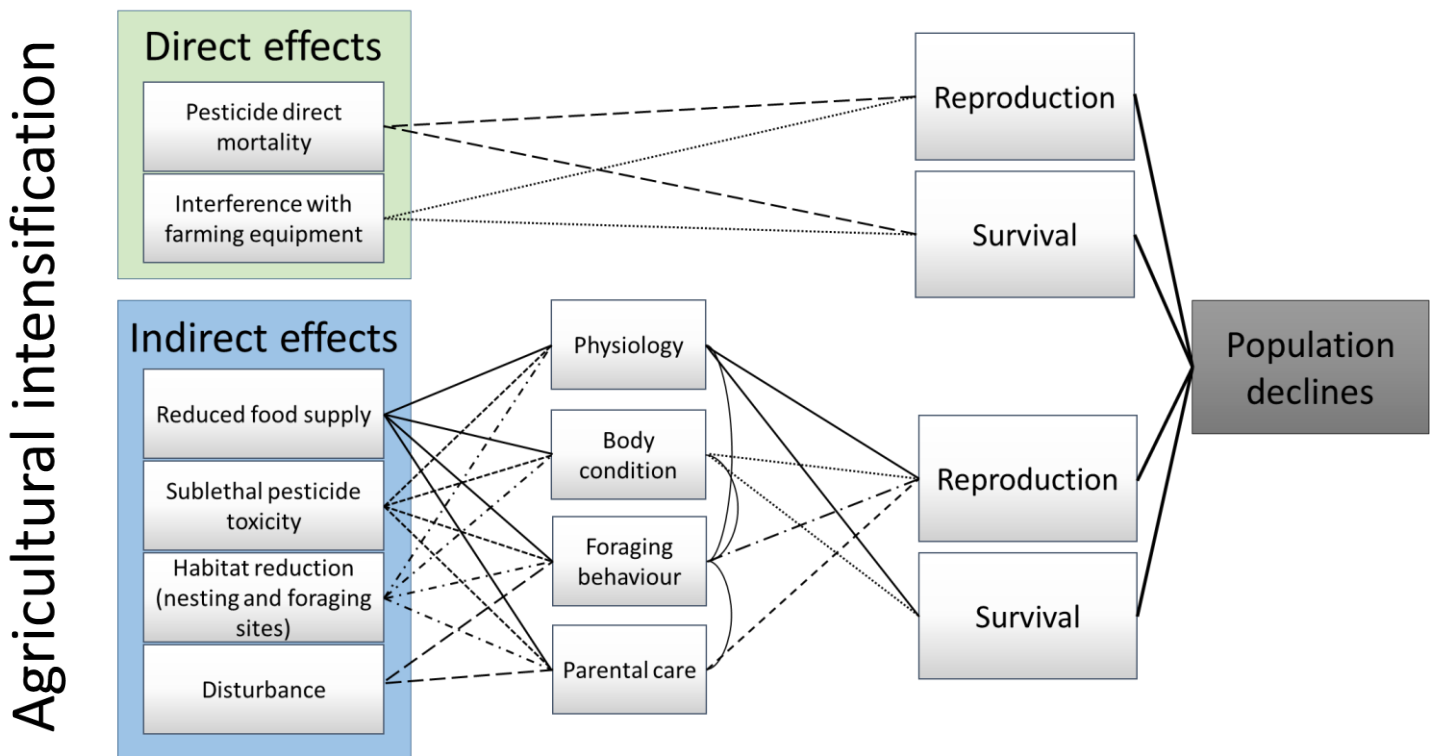 Agricultural intensification
Direct effects
Pesticide direct
mortality
Interference with
farming equipment
Reproduction
Survival
Indirect effects
Reduced food supply
Sublethal pesticide
toxicity
Habitat reduction
(nesting and foraging
sites)
Disturbance
Physiology
Body
condition
Foraging
behaviour
Parental care
Reproduction
Survival
Population
declines